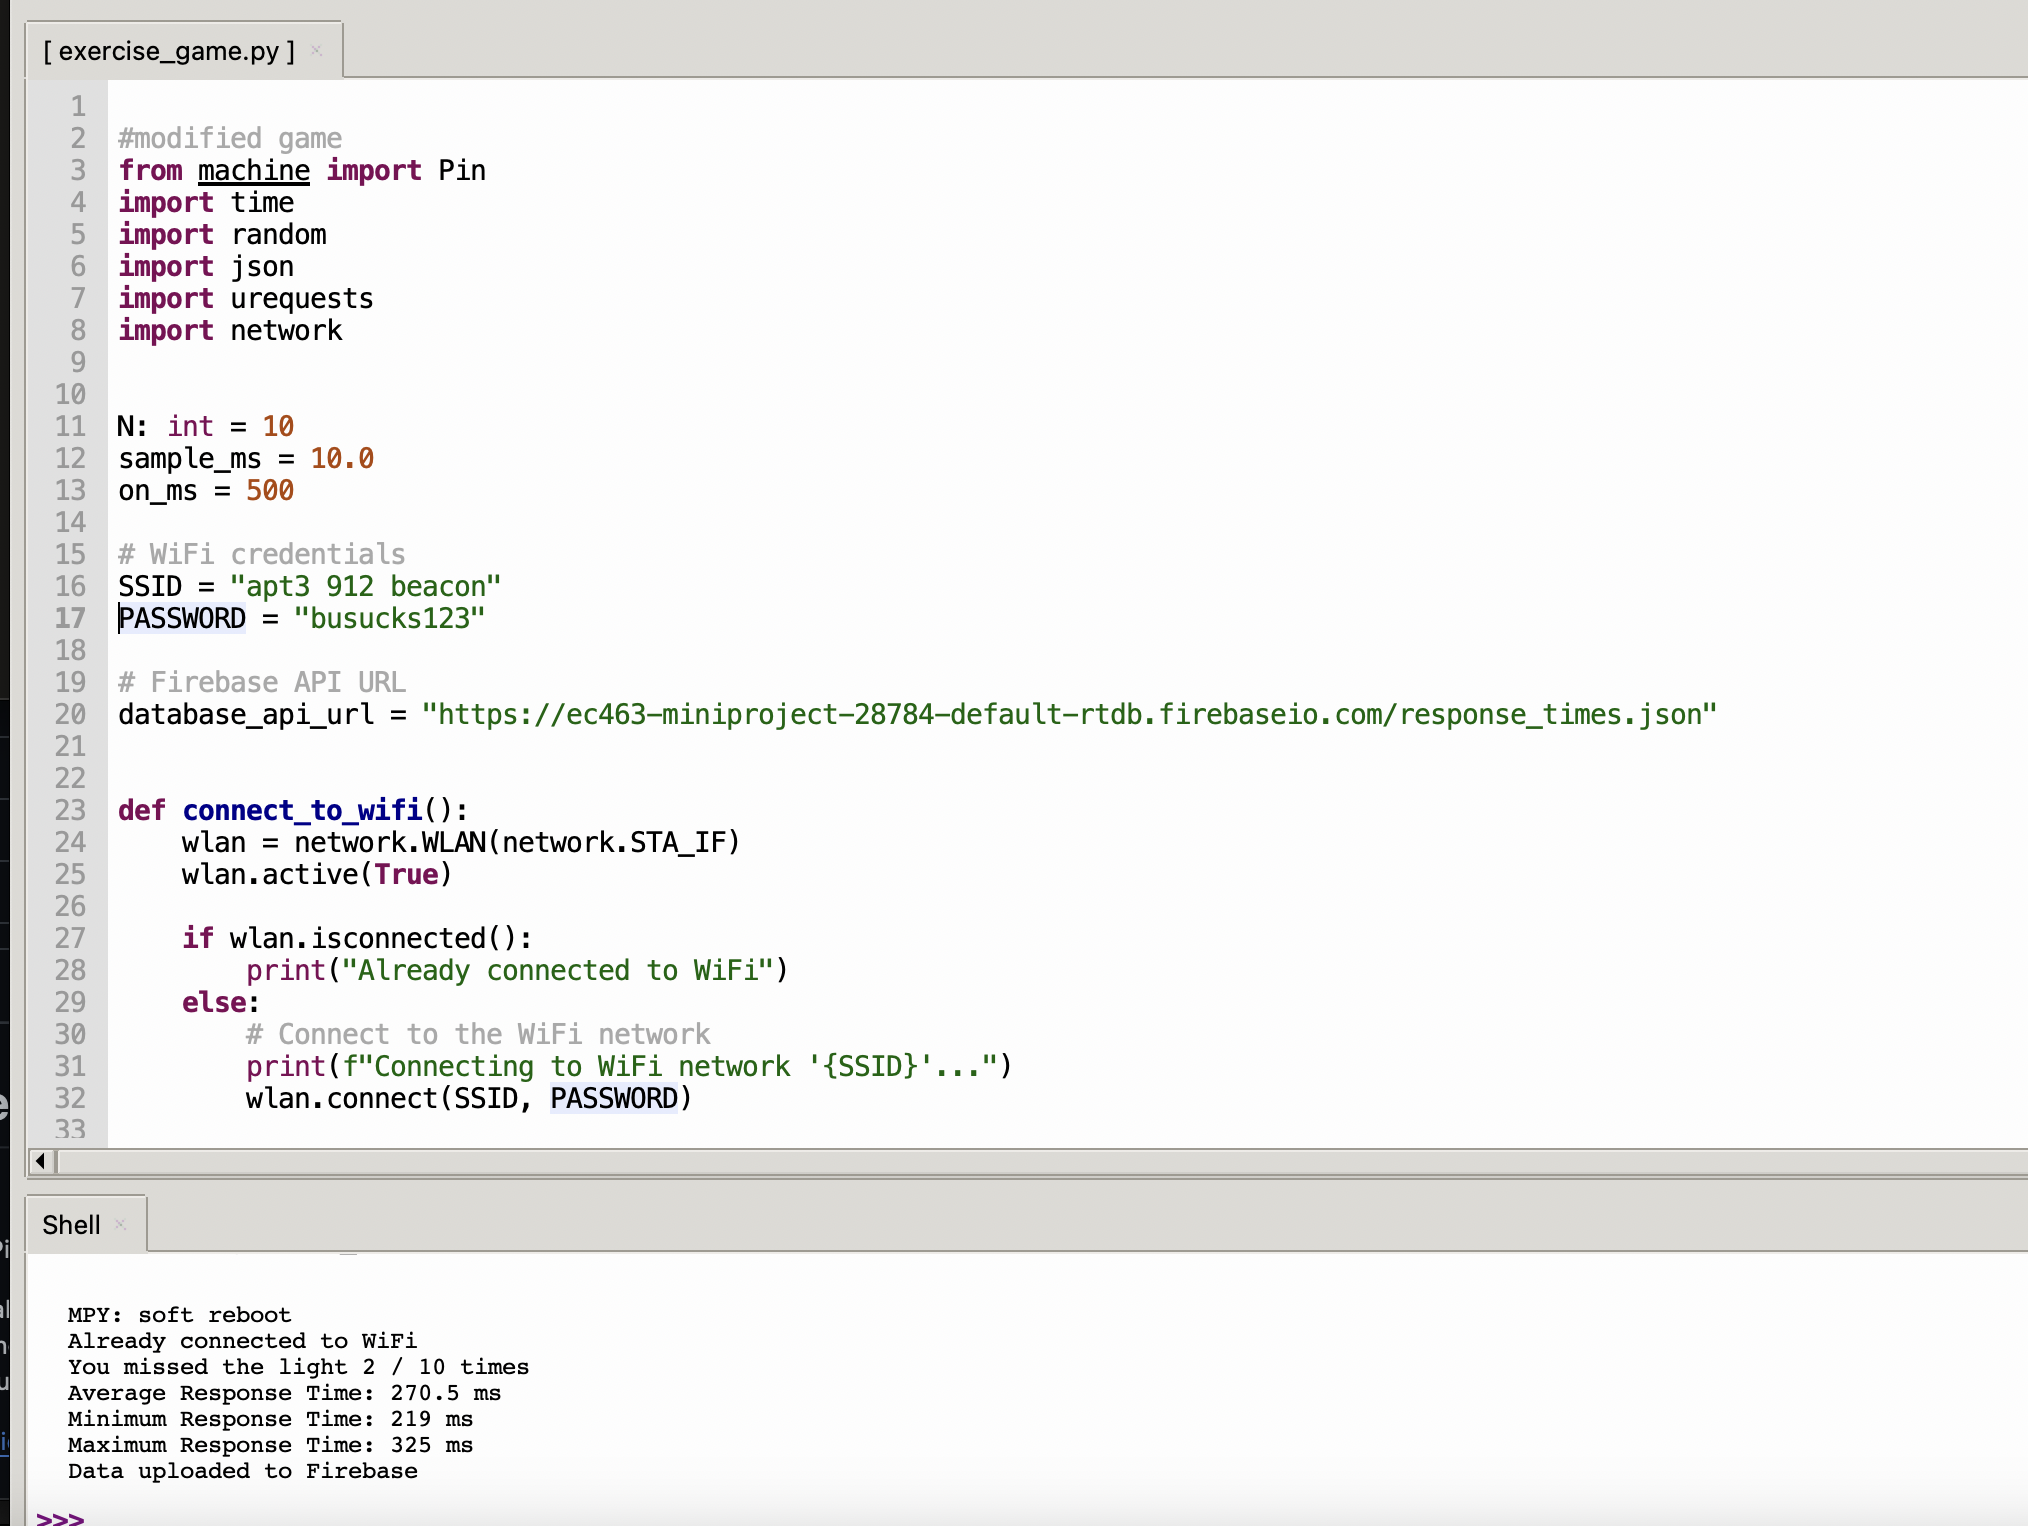 [ exercise_game.py ]
1
2 #modified game
3 from machine import Pin
4 import time
5 import random
6 import json
7 import urequests
8 import network
9
10
11 N: int = 10
12 sample_ms = 10.0
13 on_ms = 500
14
15 # WiFi credentials
16 SSID = "apt3 912 beacon"
17 PASSWORD = "busucks123"
18
19 # Firebase API URL
20 database_api_url = "https://ec463-miniproject-28784-default-rtdb.firebaseio.com/response_times.json"
21
22
23 def connect_to_wifi():
24     wlan = network.WLAN(network.STA_IF)
25     wlan.active(True)
26
27     if wlan.isconnected():
28         print("Already connected to WiFi")
29     else:
30         # Connect to the WiFi network
31         print(f"Connecting to WiFi network '{SSID}'...")
32         wlan.connect(SSID, PASSWORD)
33
Shell
MPY: soft reboot
Already connected to WiFi
You missed the light 2 / 10 times
Average Response Time: 270.5 ms
Minimum Response Time: 219 ms
Maximum Response Time: 325 ms
Data uploaded to Firebase
>>>